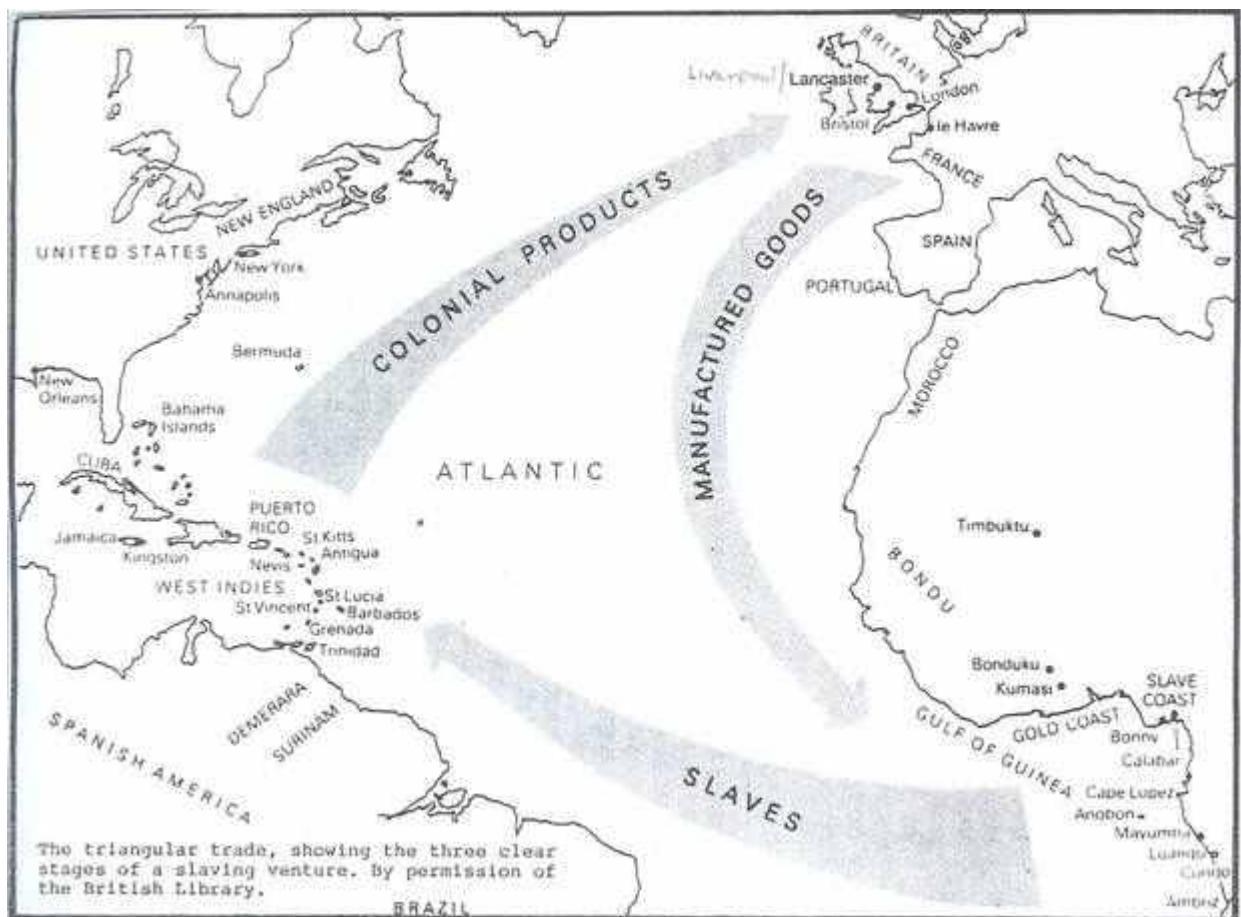 BRITAIN
Liverpool/
Lancaster
London
Bristol
le Havre
FRANCE
NEW ENGLAND
UNITED STATES
New York
Annapolis
SPAIN
PORTUGAL
COLONIAL PRODUCTS
MANUFACTURED GOODS
MOROCCO
Bermuda
New
Orleans
Bahama
Islands
CUBA
ATLANTIC
PUERTO
RICO
St Kitts
Antigua
Jamaica
Kingston
Nevis
WEST INDIES
St Lucia
St Vincent
Barbados
Grenada
Trinidad
Timbuktu
BONDU
Bonduku
Kumasi
SLAVE
COAST
GOLD COAST
GULF OF GUINEA
Bonny
Calabar
DEMERARA
SURINAM
SPANISH AMERICA
SLAVES
Cape Lopez
Anobon
Mayumba
Luango
Ambriz
The triangular trade, showing the three clear
stages of a slaving venture. By permission of
the British Library.
BRAZIL